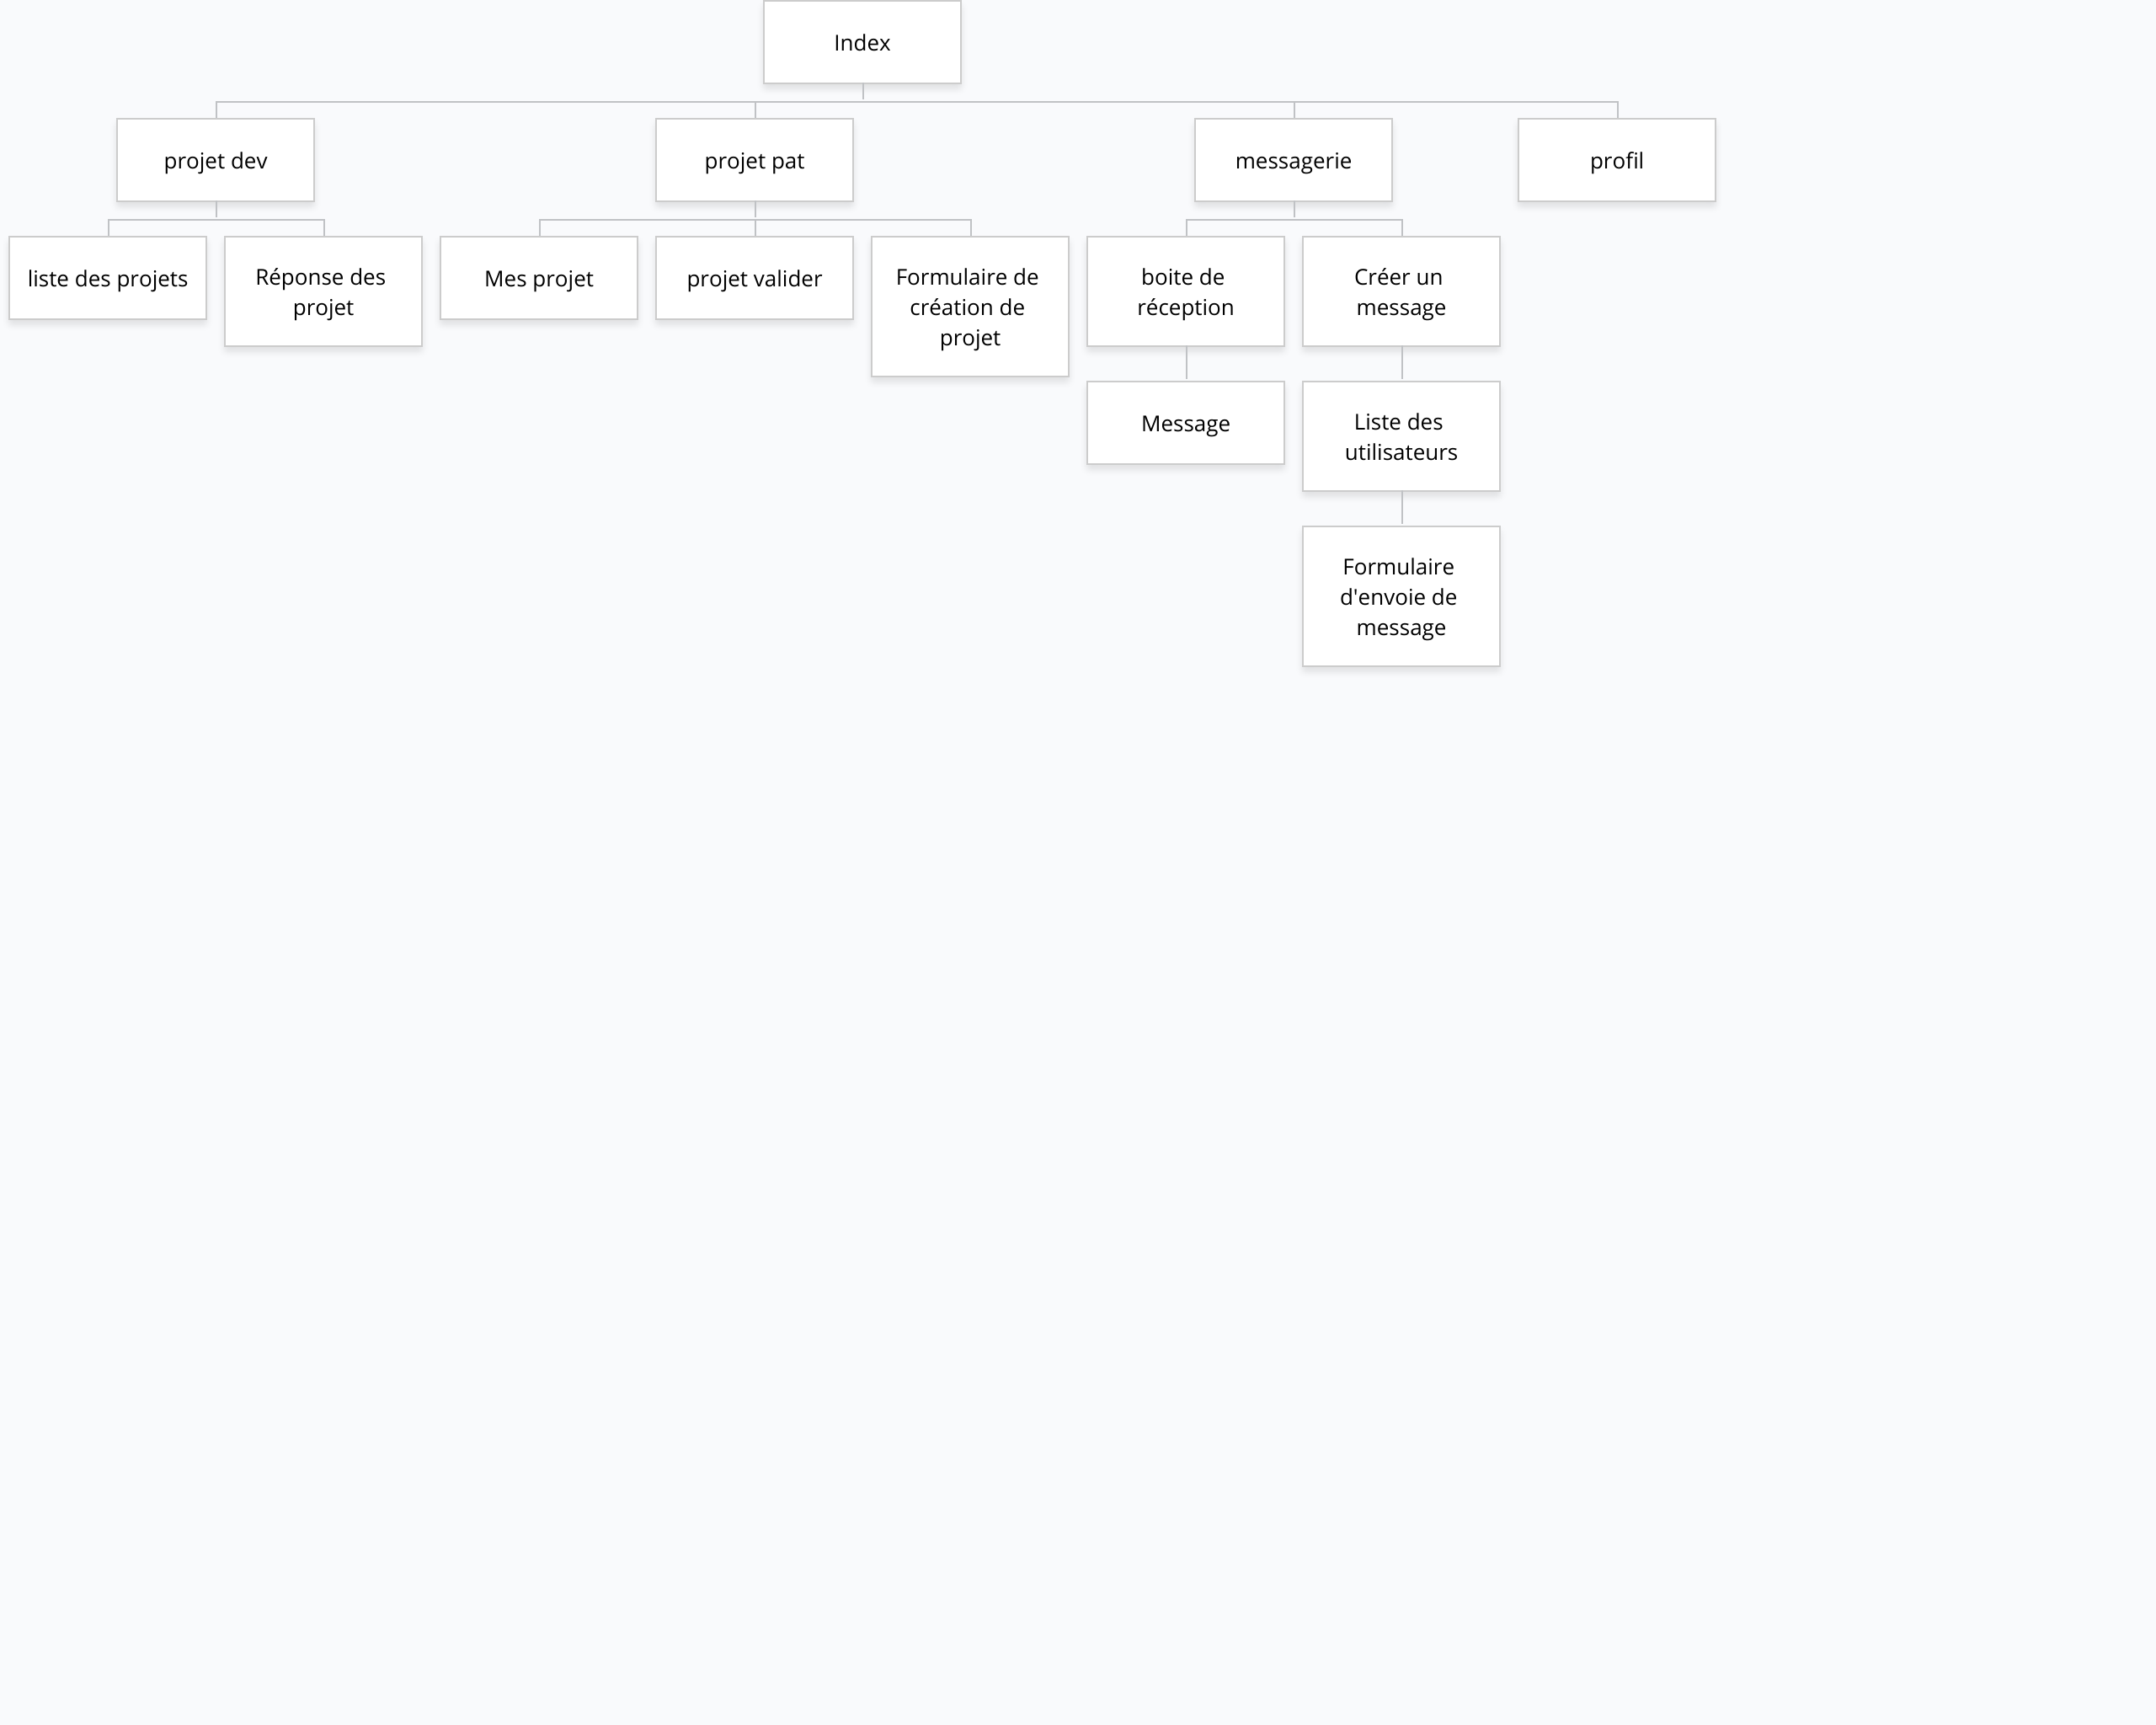 Index
projet dev
projet pat
messagerie
profil
liste des projets
Réponse des
projet
Mes projet
projet valider
Formulaire de
création de
projet
boite de
réception
Créer un
message
Message
Liste des
utilisateurs
Formulaire
d'envoie de
message